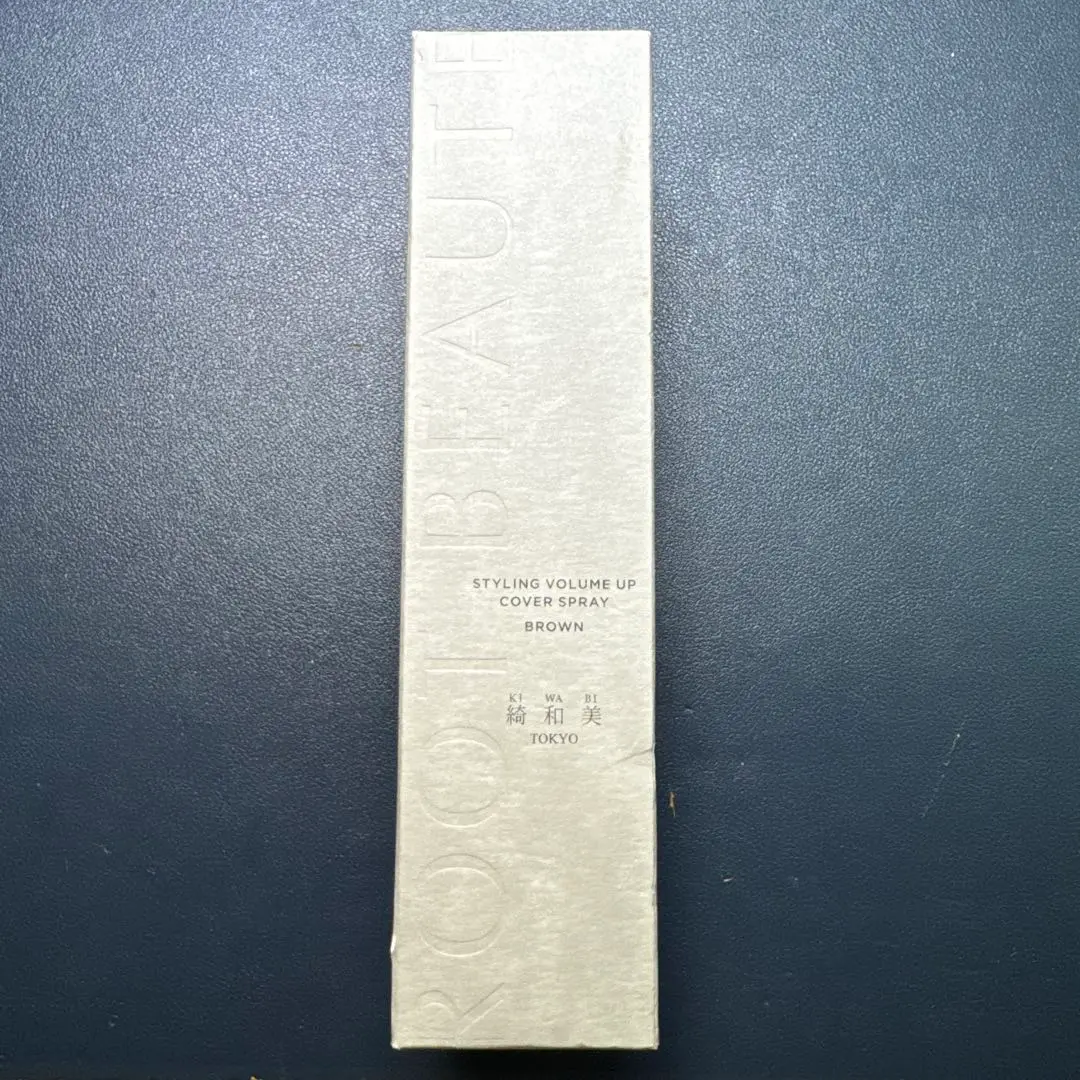 ROOT BEAUTE
STYLING VOLUME UP
COVER SPRAY
BROWN
KI WA BI
綺和美
TOKYO